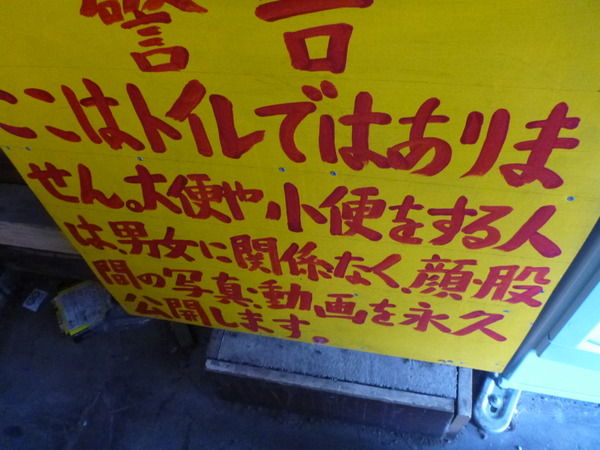 警告
ここはトイレではありま
せん。大便や小便をする人
は、男女に関係なく、顔・股
間の写真・動画を永久
公開します。